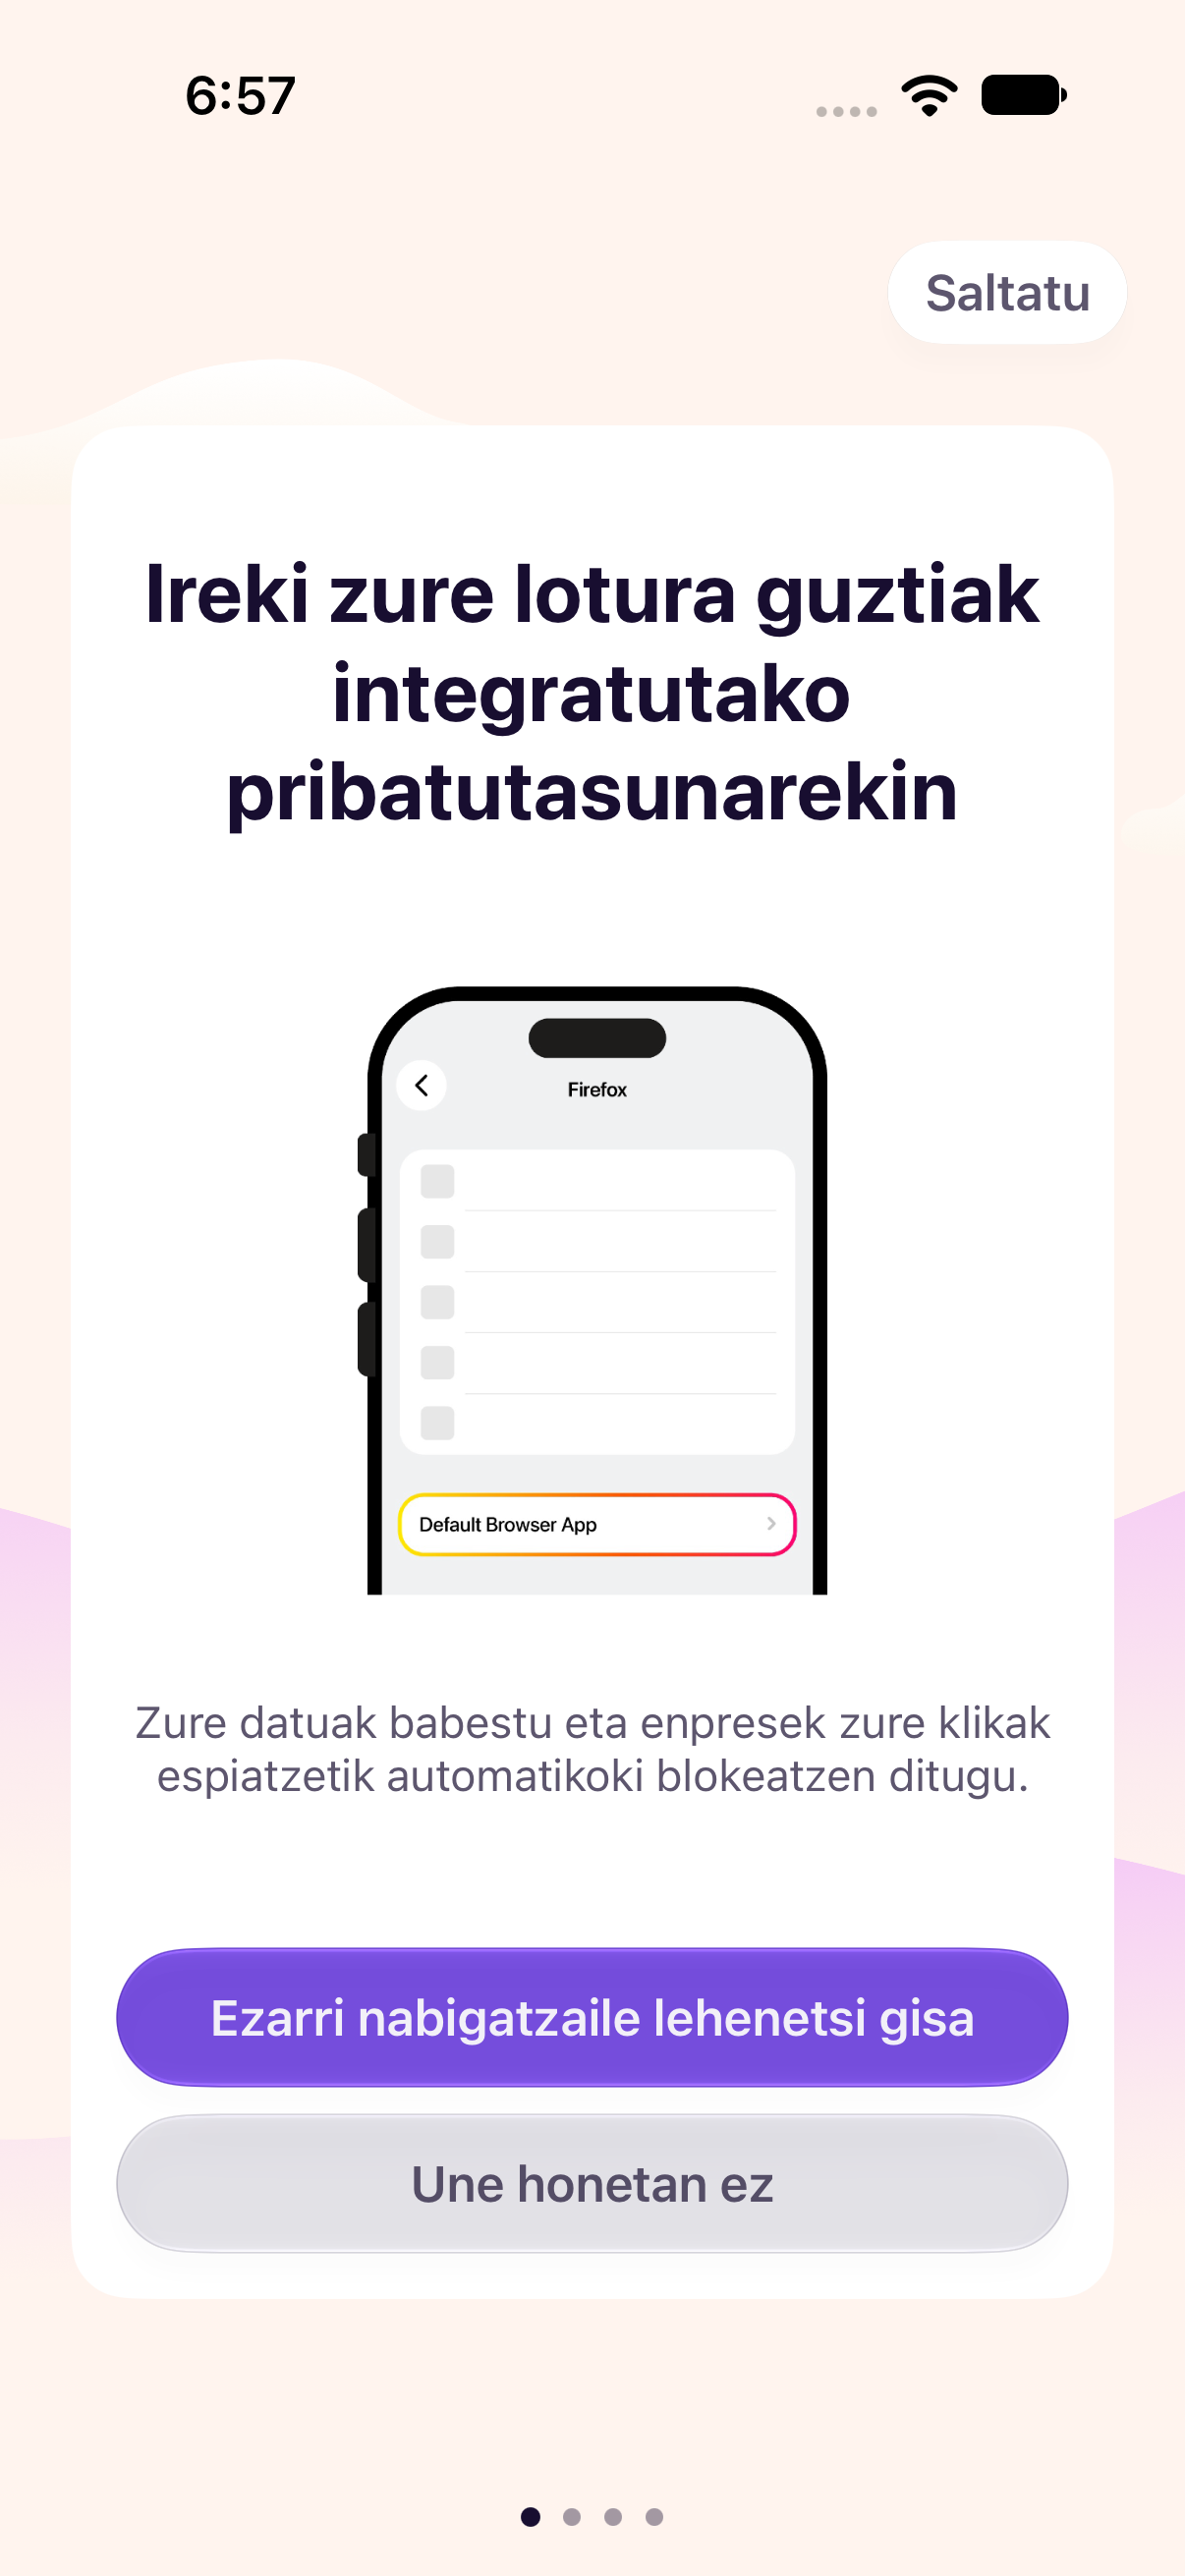 6:57
Saltatu
Ireki zure lotura guztiak
integratutako
pribatutasunarekin
Firefox
Default Browser App
Zure datuak babestu eta enpresek zure klikak
espiatzetik automatikoki blokeatzen ditugu.
Ezarri nabigatzaile lehenetsi gisa
Une honetan ez